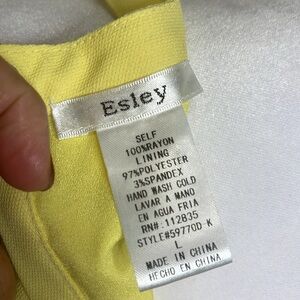 Esley
SELF
100%RAYON
LINING
97%POLYESTER
3%SPANDEX
HAND WASH COLD
LAVAR A MANO
EN AGUA FRIA
RN#:112835
STYLE#5977OD-K
L
MADE IN CHINA
HECHO EN CHINA